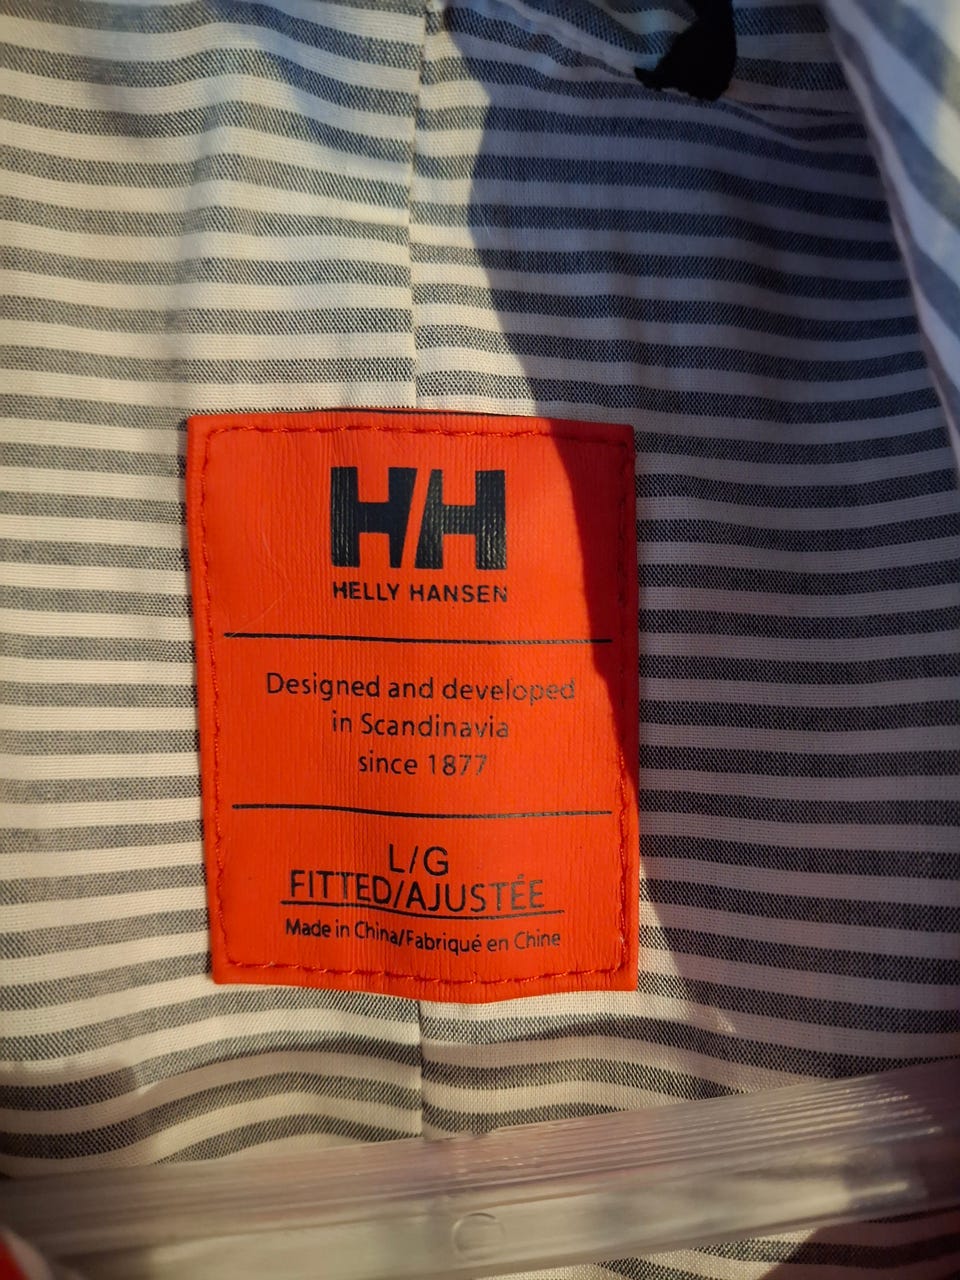 HH
HELLY HANSEN
Designed and developed
in Scandinavia
since 1877
L/G
FITTED/AJUSTÉE
Made in China/Fabriqué en Chine